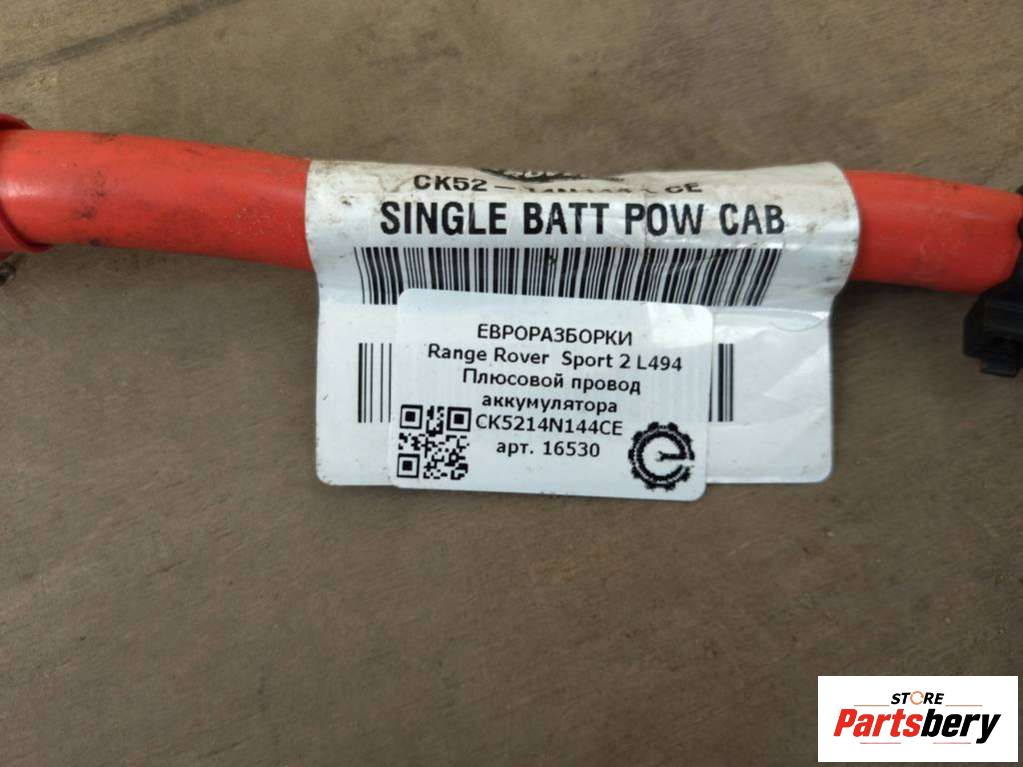 CK52 - CE
SINGLE BATT POW CAB
ЕВРОРАЗБОРКИ
Range Rover Sport 2 L494
Плюсовой провод
аккумулятора
CK5214N144CE
арт. 16530
STORE
Partsbery